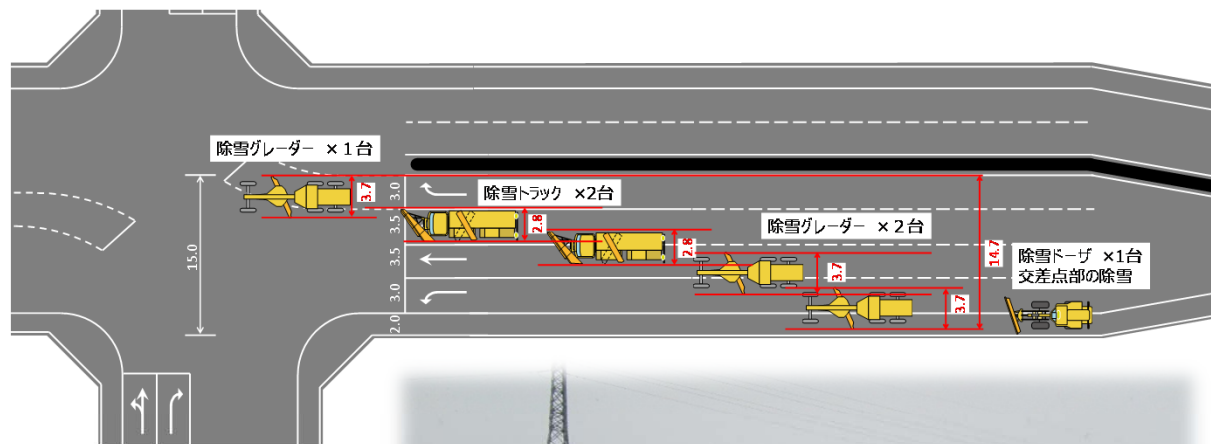 除雪グレーダー ×1台
3.7
3.0
除雪トラック ×2台
3.5
2.8
2.8
除雪グレーダー ×2台
15.0
3.5
3.7
14.7
除雪ドーザ ×1台
交差点部の除雪
3.0
3.7
2.0